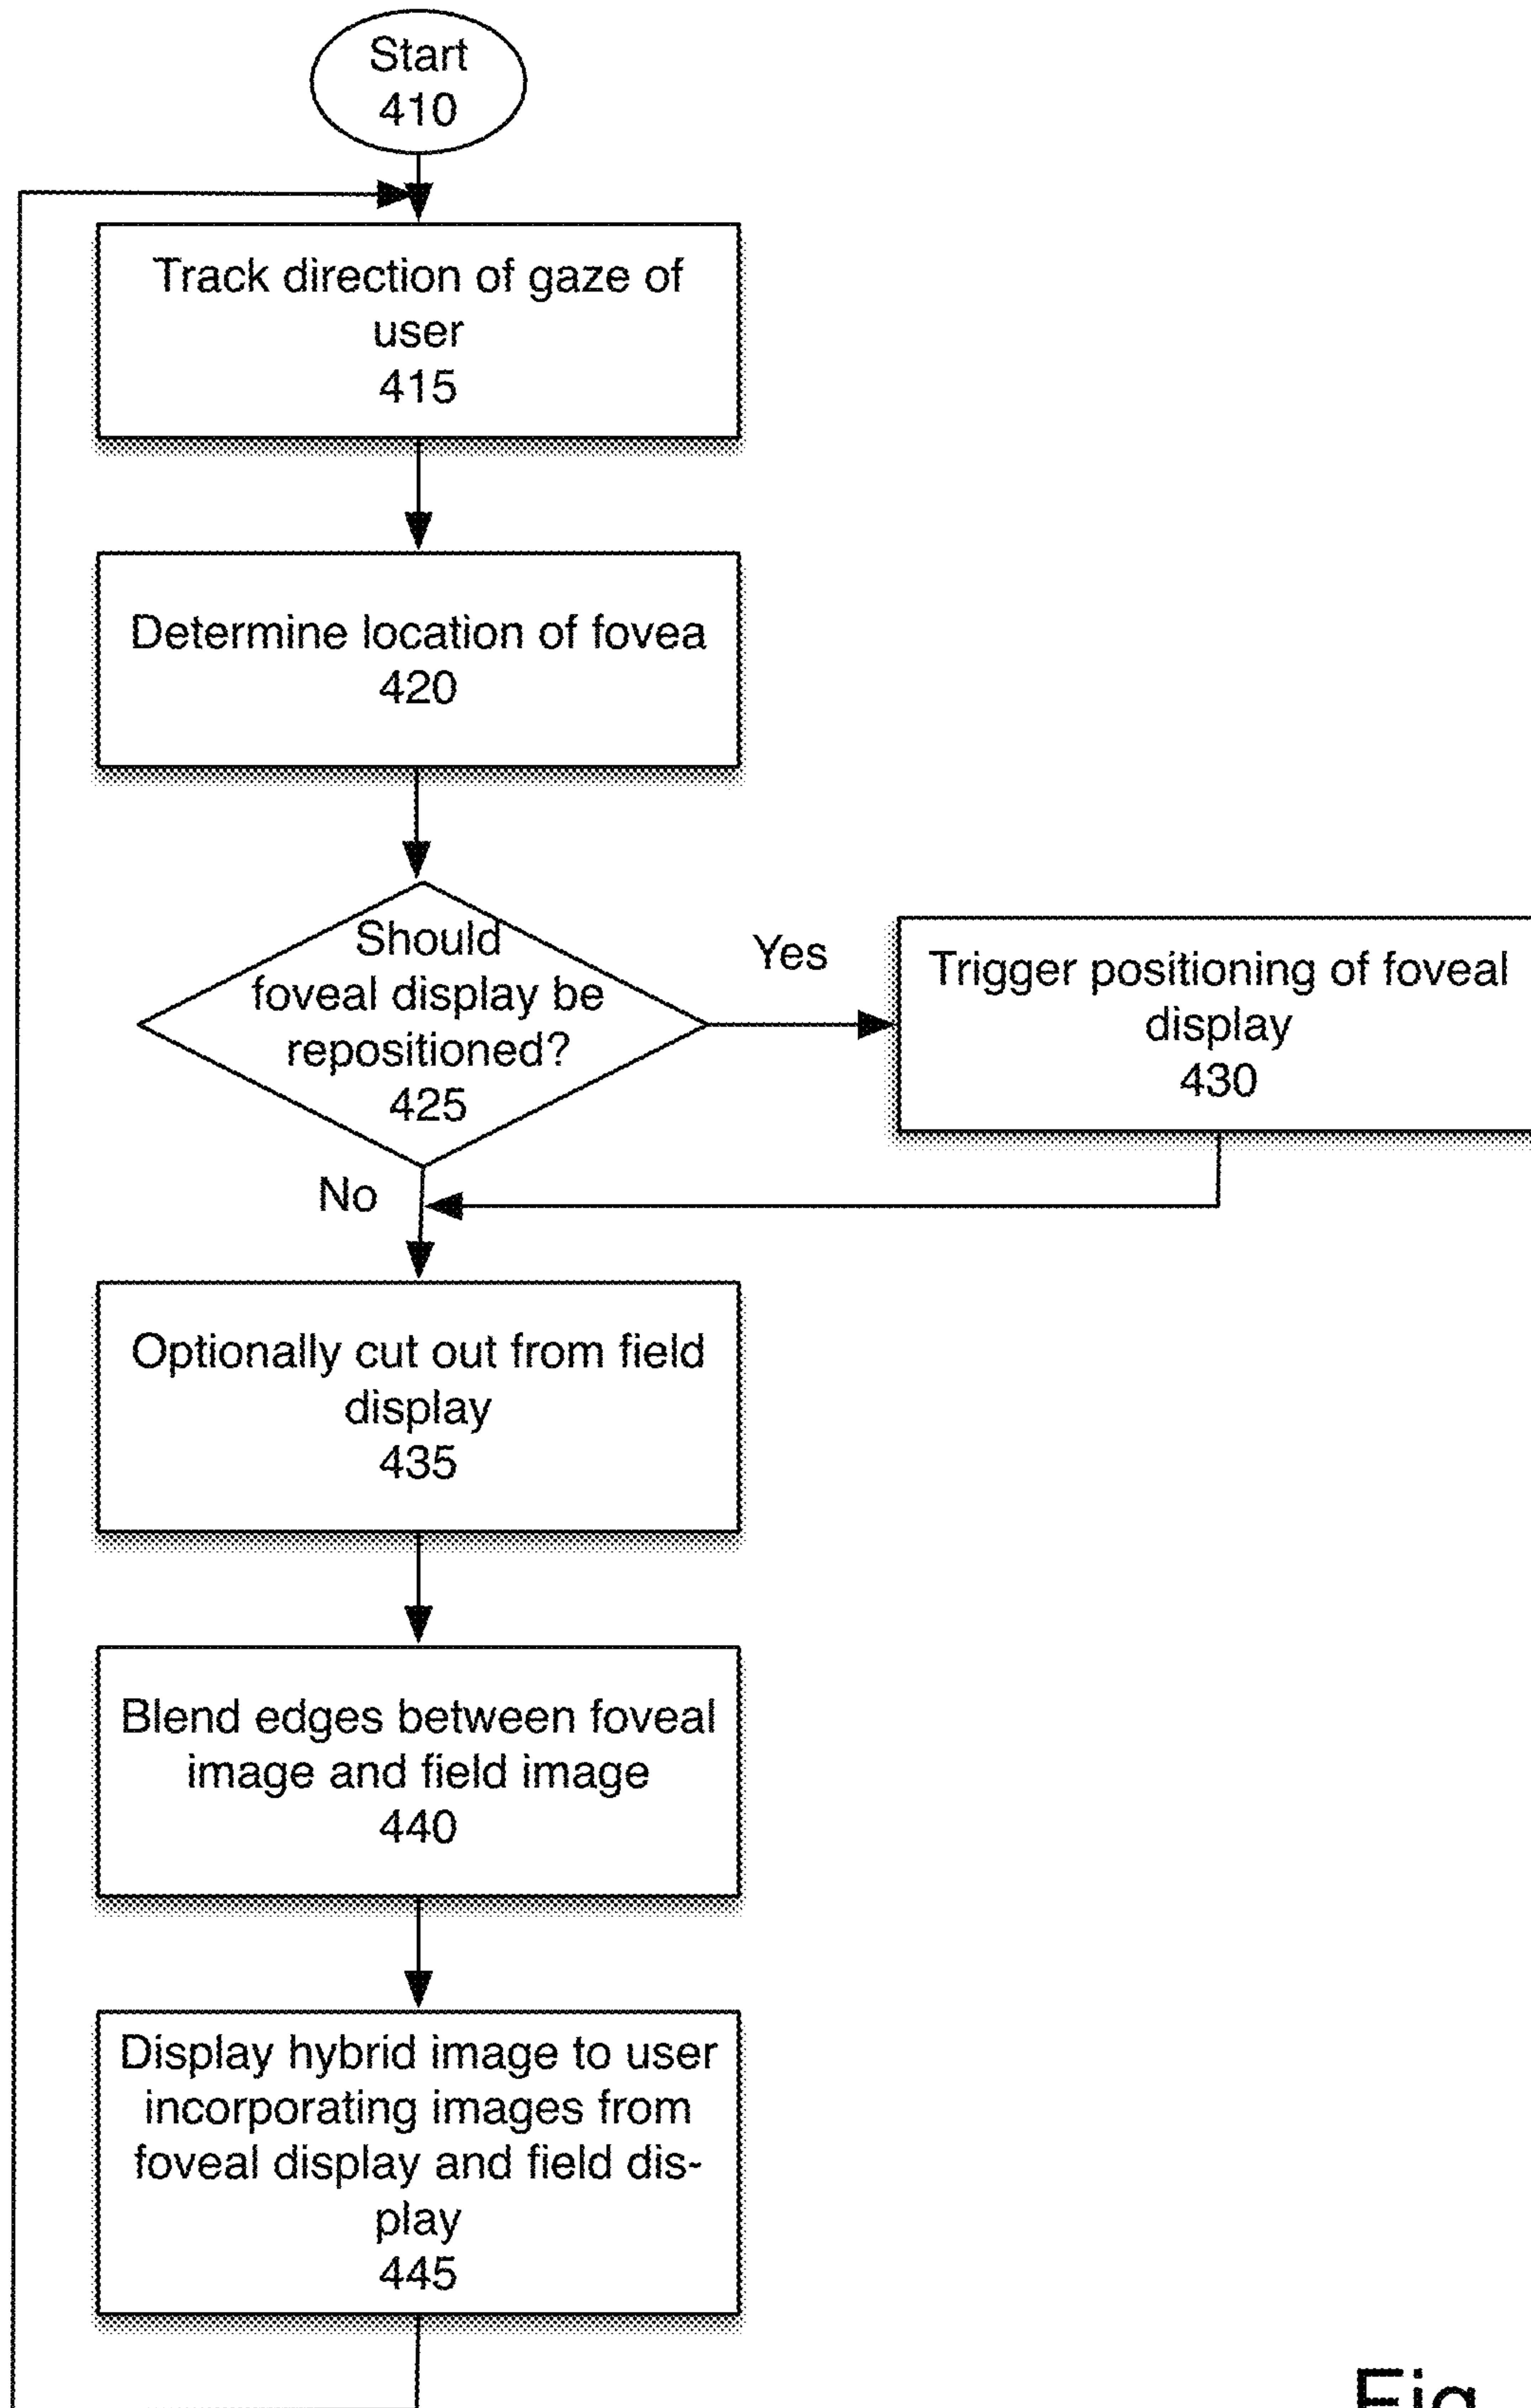 Start
410
Track direction of gaze of
user
415
Determine location of fovea
420
Should
foveal display be
repositioned?
425
Yes
Trigger positioning of foveal
display
430
No
Optionally cut out from field
display
435
Blend edges between foveal
image and field image
440
Display hybrid image to user
incorporating images from
foveal display and field dis-
play
445
Fig